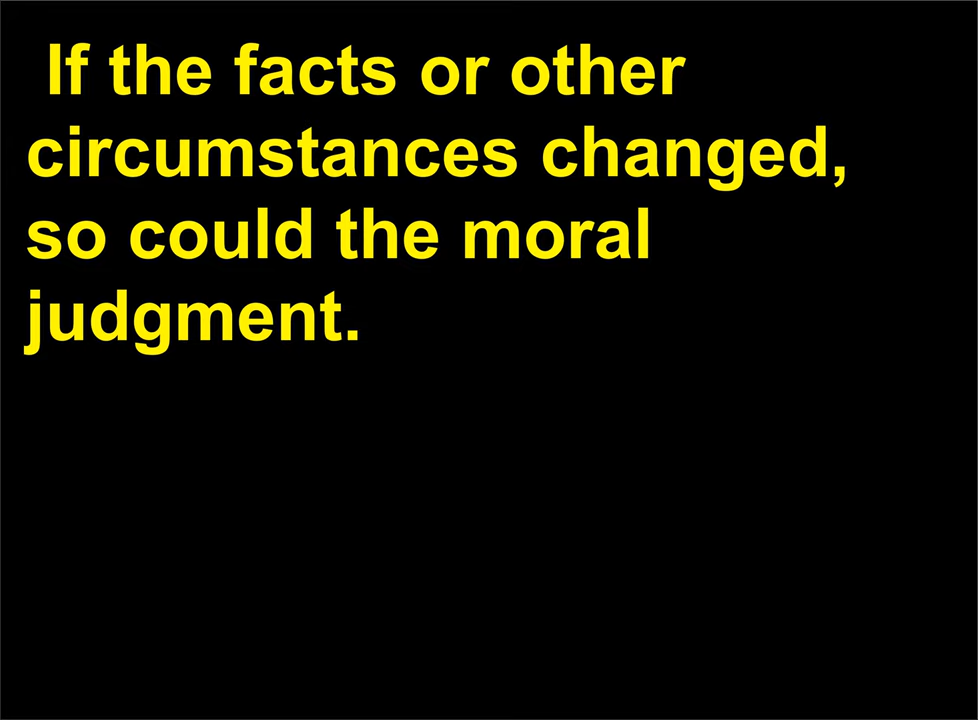 If the facts or other
circumstances changed,
so could the moral
judgment.